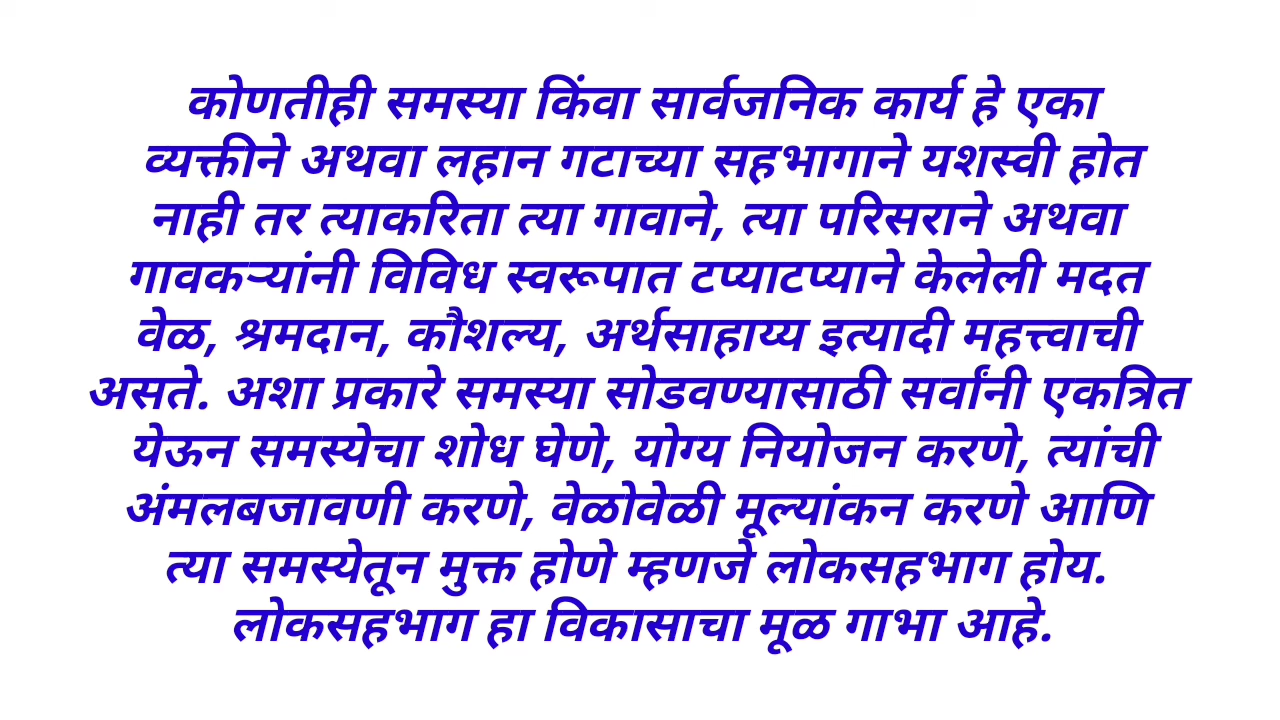 कोणतीही समस्या किंवा सार्वजनिक कार्य हे एका
व्यक्तीने अथवा लहान गटाच्या सहभागाने यशस्वी होत
नाही तर त्याकरिता त्या गावाने, त्या परिसराने अथवा
गावकऱ्यांनी विविध स्वरूपात टप्याटप्याने केलेली मदत
वेळ, श्रमदान, कौशल्य, अर्थसाहाय्य इत्यादी महत्त्वाची
असते. अशा प्रकारे समस्या सोडवण्यासाठी सर्वांनी एकत्रित
येऊन समस्येचा शोध घेणे, योग्य नियोजन करणे, त्यांची
अंमलबजावणी करणे, वेळोवेळी मूल्यांकन करणे आणि
त्या समस्येतून मुक्त होणे म्हणजे लोकसहभाग होय.
लोकसहभाग हा विकासाचा मूळ गाभा आहे.